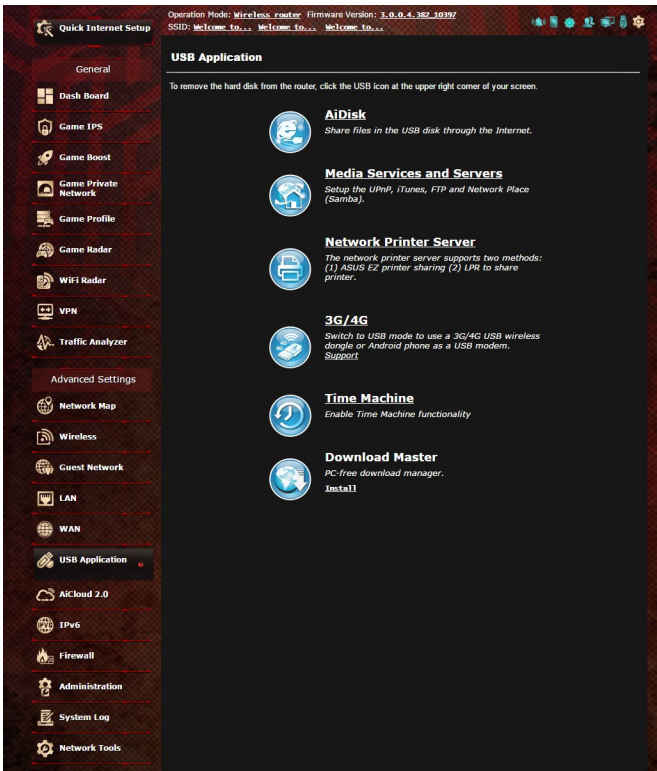 Quick Internet Setup
General
Dash Board
Game IPS
Game Boost
Game Private
Network
Game Profile
Game Radar
WiFi Radar
VPN
Traffic Analyzer
Advanced Settings
Network Map
Wireless
Guest Network
LAN
WAN
USB Application
AiCloud 2.0
IPv6
Firewall
Administration
System Log
Network Tools
Operation Mode: Wireless router Firmware Version: 3.0.0.4.382_10397
SSID: Welcome to... Welcome to... Welcome to...
USB Application
To remove the hard disk from the router, click the USB icon at the upper right corner of your screen.
AiDisk
Share files in the USB disk through the Internet.
Media Services and Servers
Setup the UPnP, iTunes, FTP and Network Place
(Samba).
Network Printer Server
The network printer server supports two methods:
(1) ASUS EZ printer sharing (2) LPR to share
printer.
3G/4G
Switch to USB mode to use a 3G/4G USB wireless
dongle or Android phone as a USB modem.
Support
Time Machine
Enable Time Machine functionality
Download Master
PC-free download manager.
Install